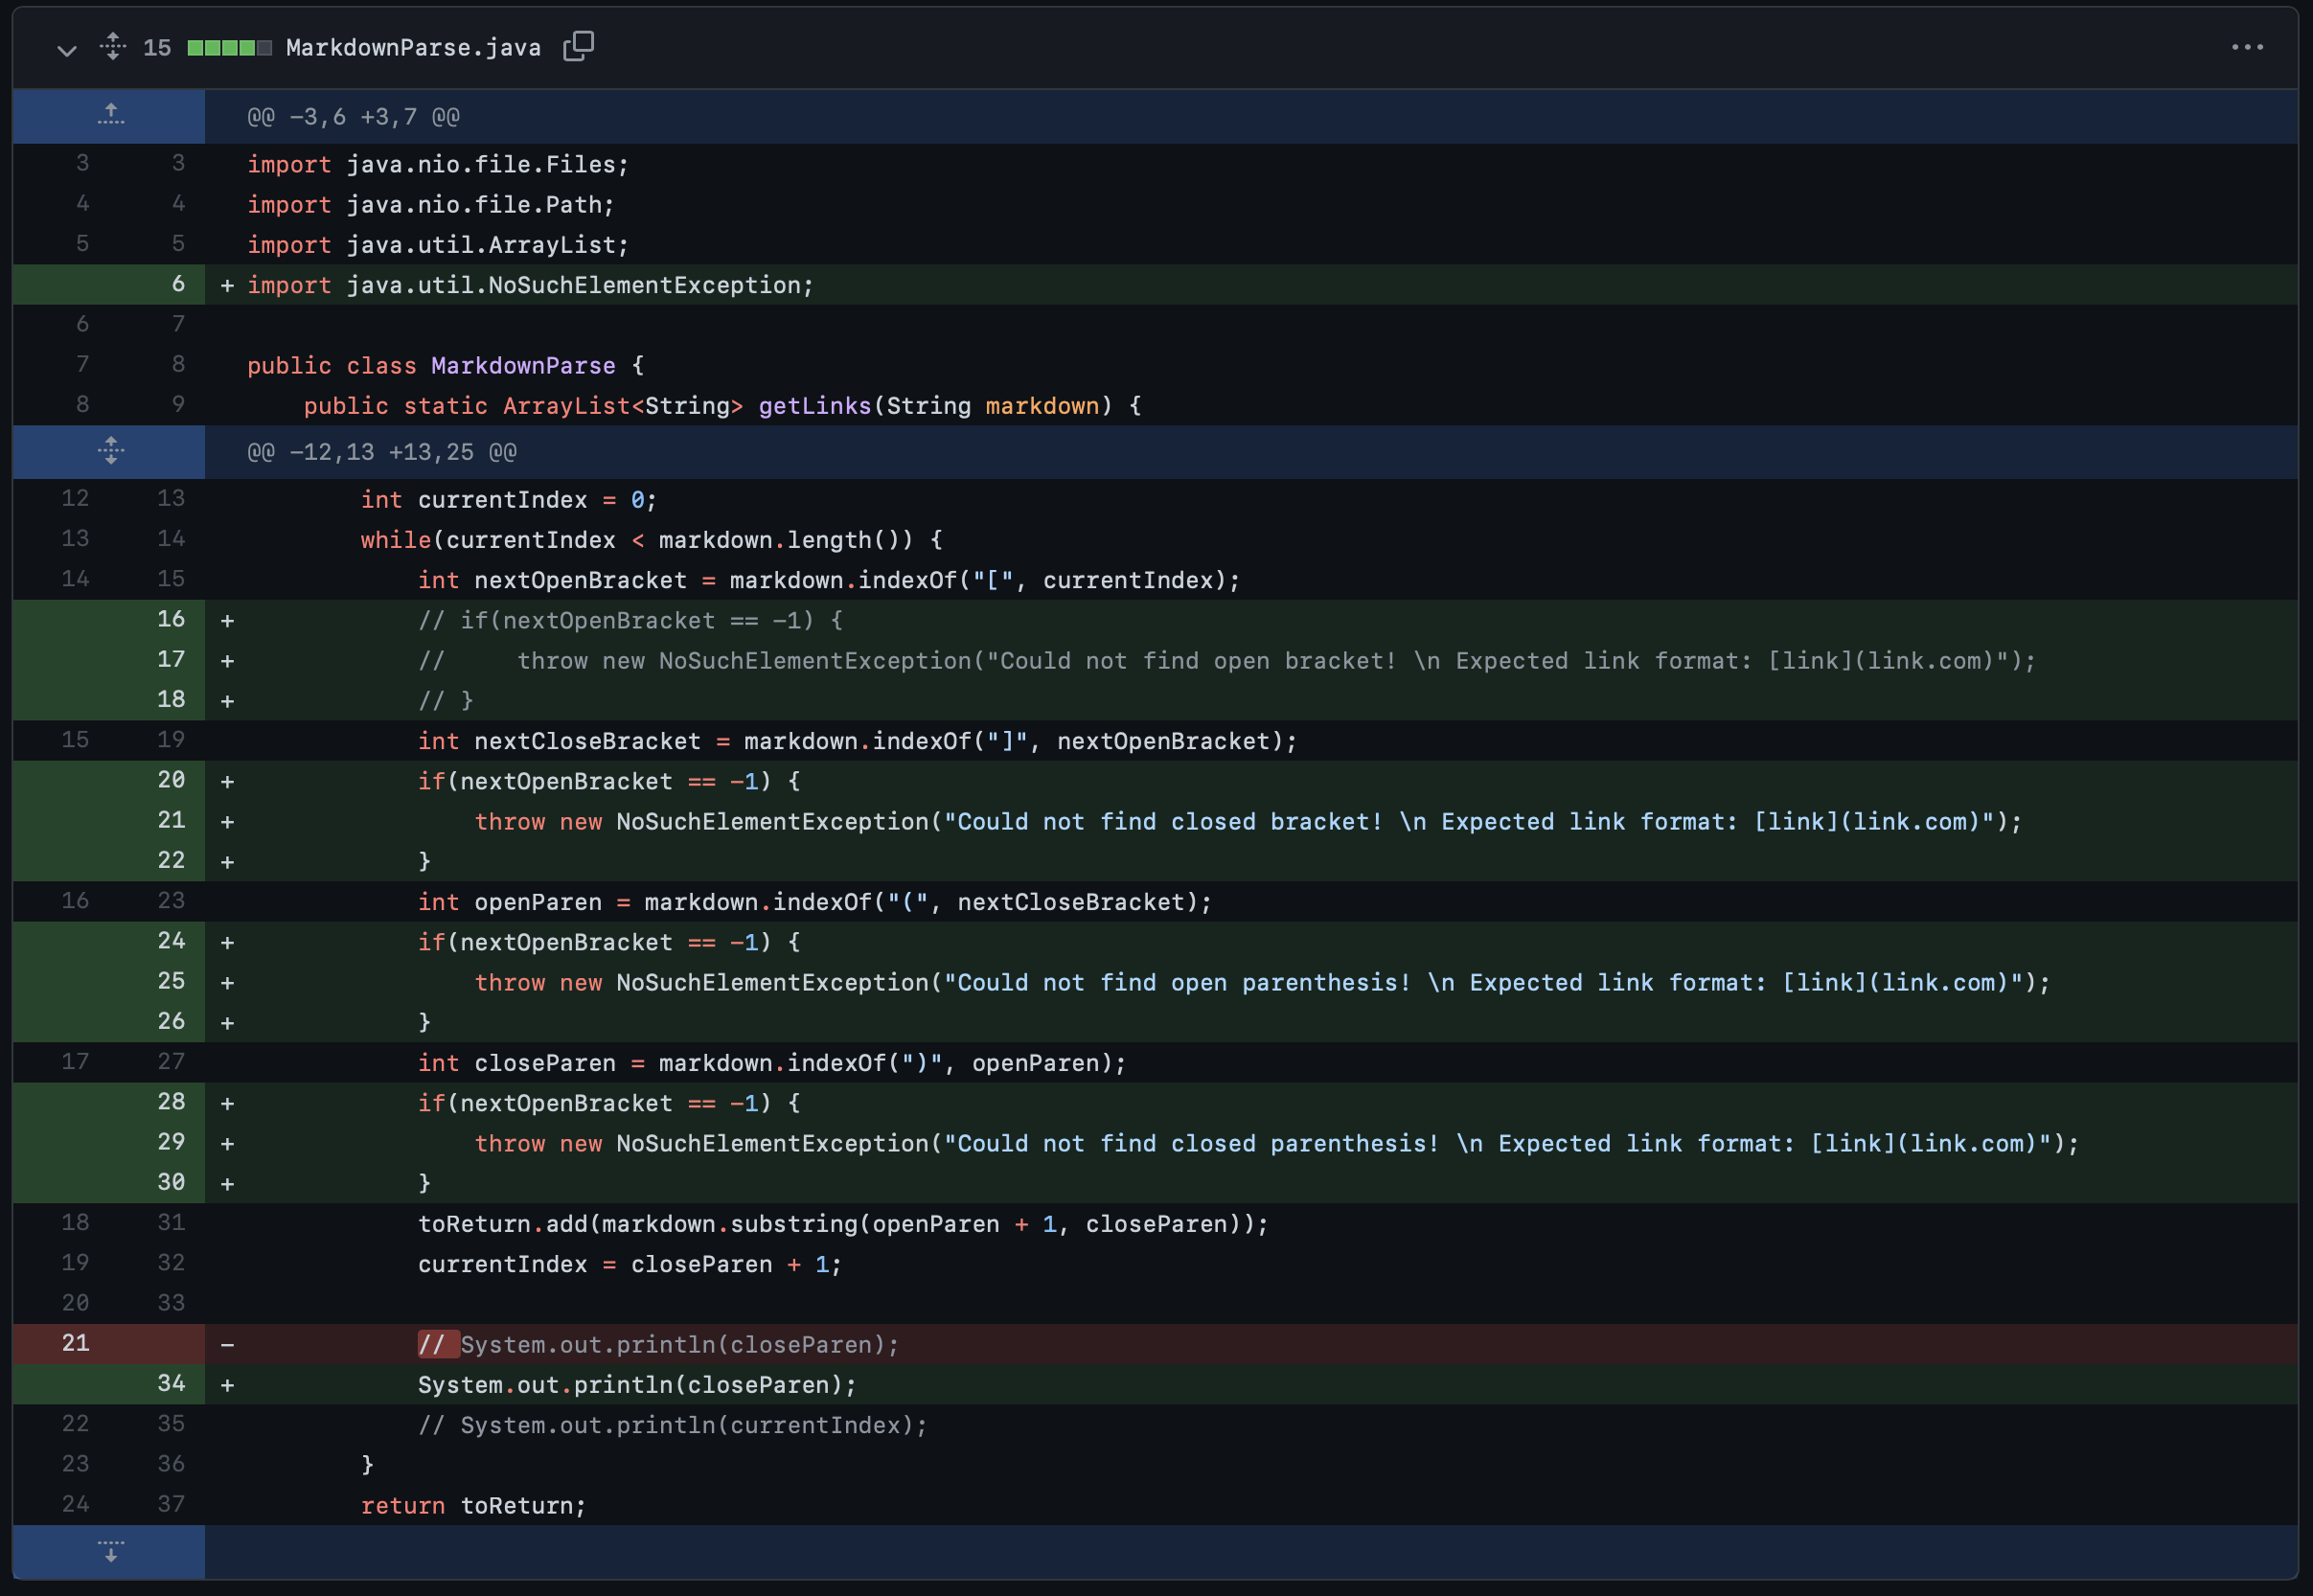 15 MarkdownParse.java
@@ -3,6 +3,7 @@
3 3 import java.nio.file.Files;
4 4 import java.nio.file.Path;
5 5 import java.util.ArrayList;
6 + import java.util.NoSuchElementException;
6 7
7 8 public class MarkdownParse {
8 9     public static ArrayList<String> getLinks(String markdown) {
@@ -12,13 +13,25 @@
12 13         int currentIndex = 0;
13 14         while(currentIndex < markdown.length()) {
14 15             int nextOpenBracket = markdown.indexOf("[", currentIndex);
16 +             // if(nextOpenBracket == -1) {
17 +             //     throw new NoSuchElementException("Could not find open bracket! \n Expected link format: [link](link.com)");
18 +             // }
15 19             int nextCloseBracket = markdown.indexOf("]", nextOpenBracket);
20 +             if(nextOpenBracket == -1) {
21 +                 throw new NoSuchElementException("Could not find closed bracket! \n Expected link format: [link](link.com)");
22 +             }
16 23             int openParen = markdown.indexOf("(", nextCloseBracket);
24 +             if(nextOpenBracket == -1) {
25 +                 throw new NoSuchElementException("Could not find open parenthesis! \n Expected link format: [link](link.com)");
26 +             }
17 27             int closeParen = markdown.indexOf(")", openParen);
28 +             if(nextOpenBracket == -1) {
29 +                 throw new NoSuchElementException("Could not find closed parenthesis! \n Expected link format: [link](link.com)");
30 +             }
18 31             toReturn.add(markdown.substring(openParen + 1, closeParen));
19 32             currentIndex = closeParen + 1;
20 33
21 -             // System.out.println(closeParen);
34 +             System.out.println(closeParen);
22 35             // System.out.println(currentIndex);
23 36         }
24 37         return toReturn;